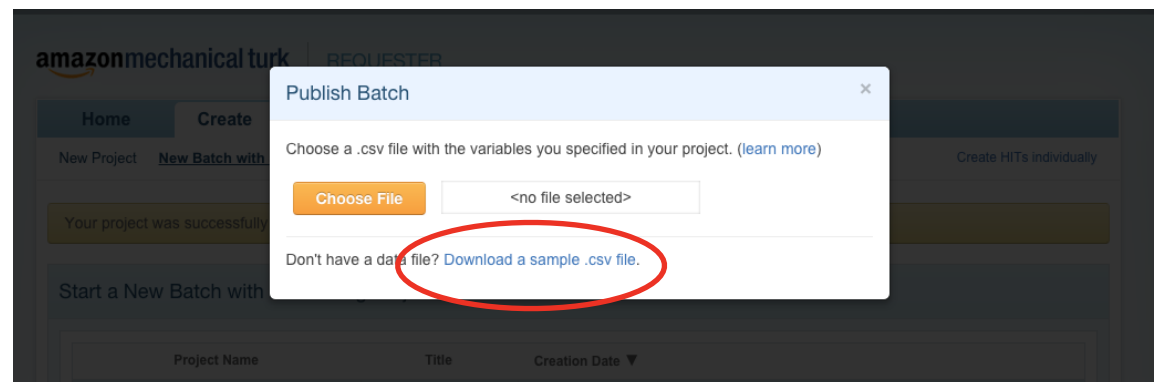 amazonmechanical turk REQUESTER
Publish Batch ×
Home Create
New Project New Batch with
Choose a .csv file with the variables you specified in your project. (learn more)
Create HITs individually
Choose File <no file selected>
Your project was successfully
Don't have a data file? Download a sample .csv file.
Start a New Batch with
Project Name Title Creation Date ▼